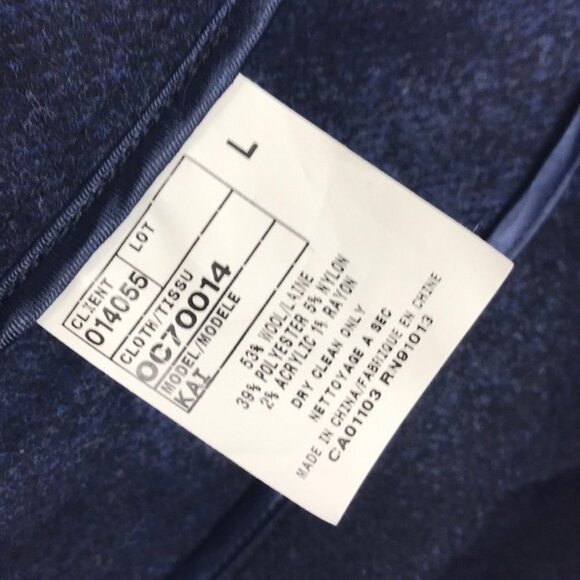 L
CLIENT
LOT
014055
CLOTH/TISSU
OC70014
MODEL/MODELE
KAI
53% WOOL/LAINE
39% POLYESTER 5% NYLON
2% ACRYLIC 1% RAYON
DRY CLEAN ONLY
NETTOYAGE A SEC
MADE IN CHINA/FABRIQUE EN CHINE
CA01103 RN91013